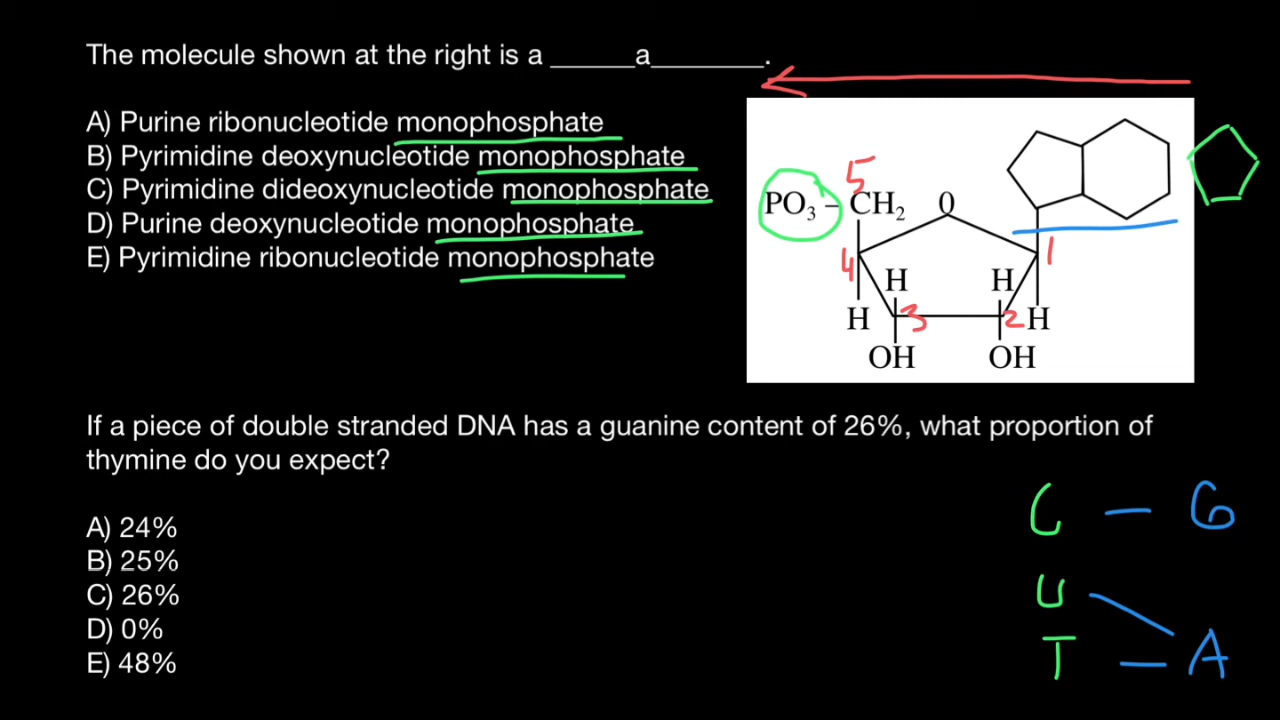 The molecule shown at the right is a ______a________.
A) Purine ribonucleotide monophosphate
B) Pyrimidine deoxynucleotide monophosphate
C) Pyrimidine dideoxynucleotide monophosphate
D) Purine deoxynucleotide monophosphate
E) Pyrimidine ribonucleotide monophosphate
5
PO₃ – CH₂ 0
4 1
H H
H 3 2 H
OH OH
If a piece of double stranded DNA has a guanine content of 26%, what proportion of
thymine do you expect?
A) 24%
B) 25%
C) 26%
D) 0%
E) 48%
C – G
U
T – A